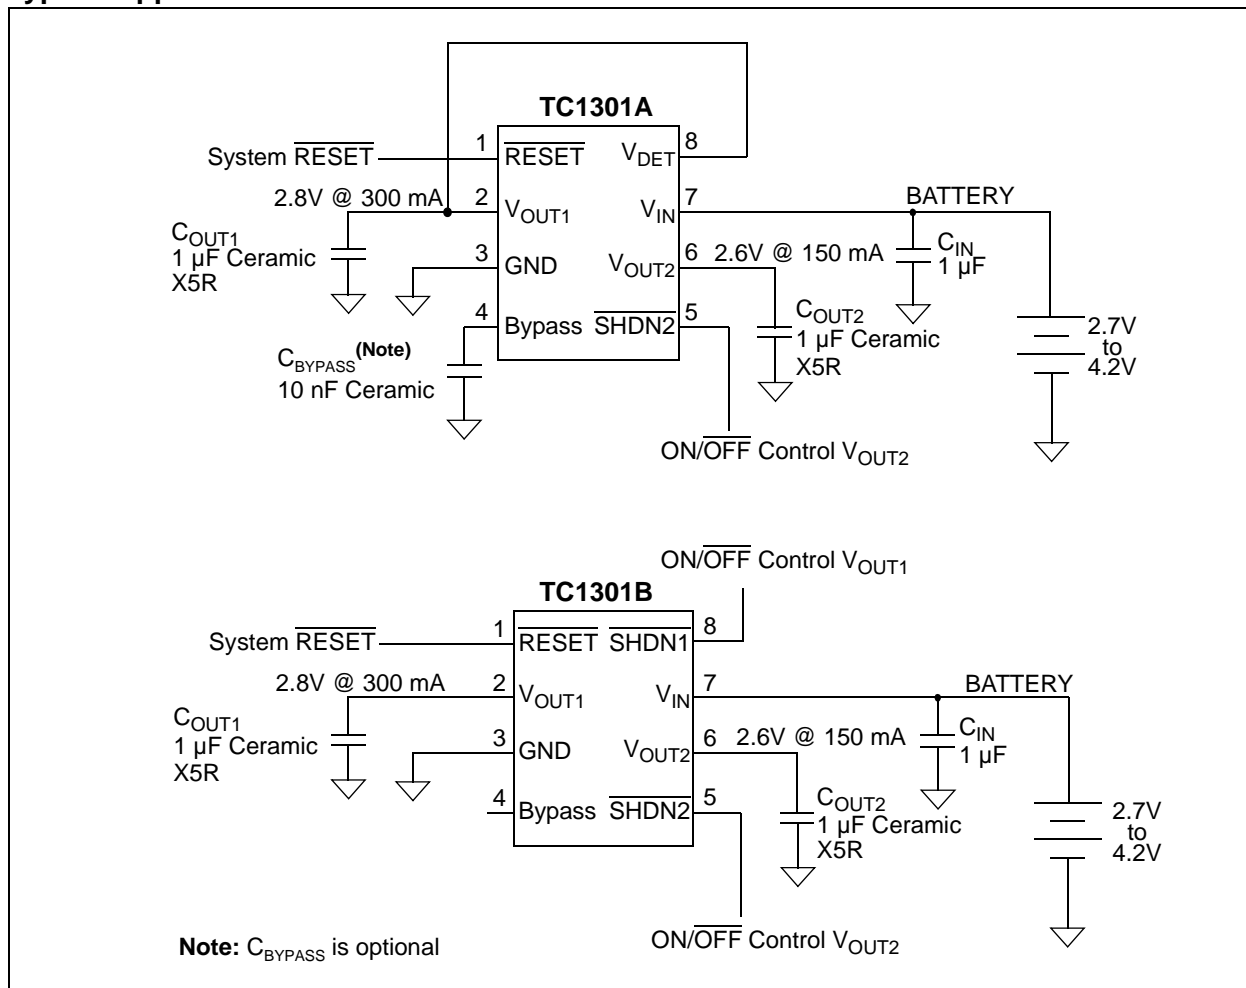 TC1301A
System RESET
1
RESET
VDET
8
2.8V @ 300 mA
2
VOUT1
VIN
7
BATTERY
COUT1
1 µF Ceramic
X5R
3
GND
VOUT2
6
2.6V @ 150 mA
CIN
1 µF
4
Bypass
SHDN2
5
COUT2
1 µF Ceramic
X5R
2.7V
to
4.2V
CBYPASS(Note)
10 nF Ceramic
ON/OFF Control VOUT2
ON/OFF Control VOUT1
TC1301B
System RESET
1
RESET
SHDN1
8
2.8V @ 300 mA
2
VOUT1
VIN
7
BATTERY
COUT1
1 µF Ceramic
X5R
3
GND
VOUT2
6
2.6V @ 150 mA
CIN
1 µF
4
Bypass
SHDN2
5
COUT2
1 µF Ceramic
X5R
2.7V
to
4.2V
ON/OFF Control VOUT2
Note: CBYPASS is optional